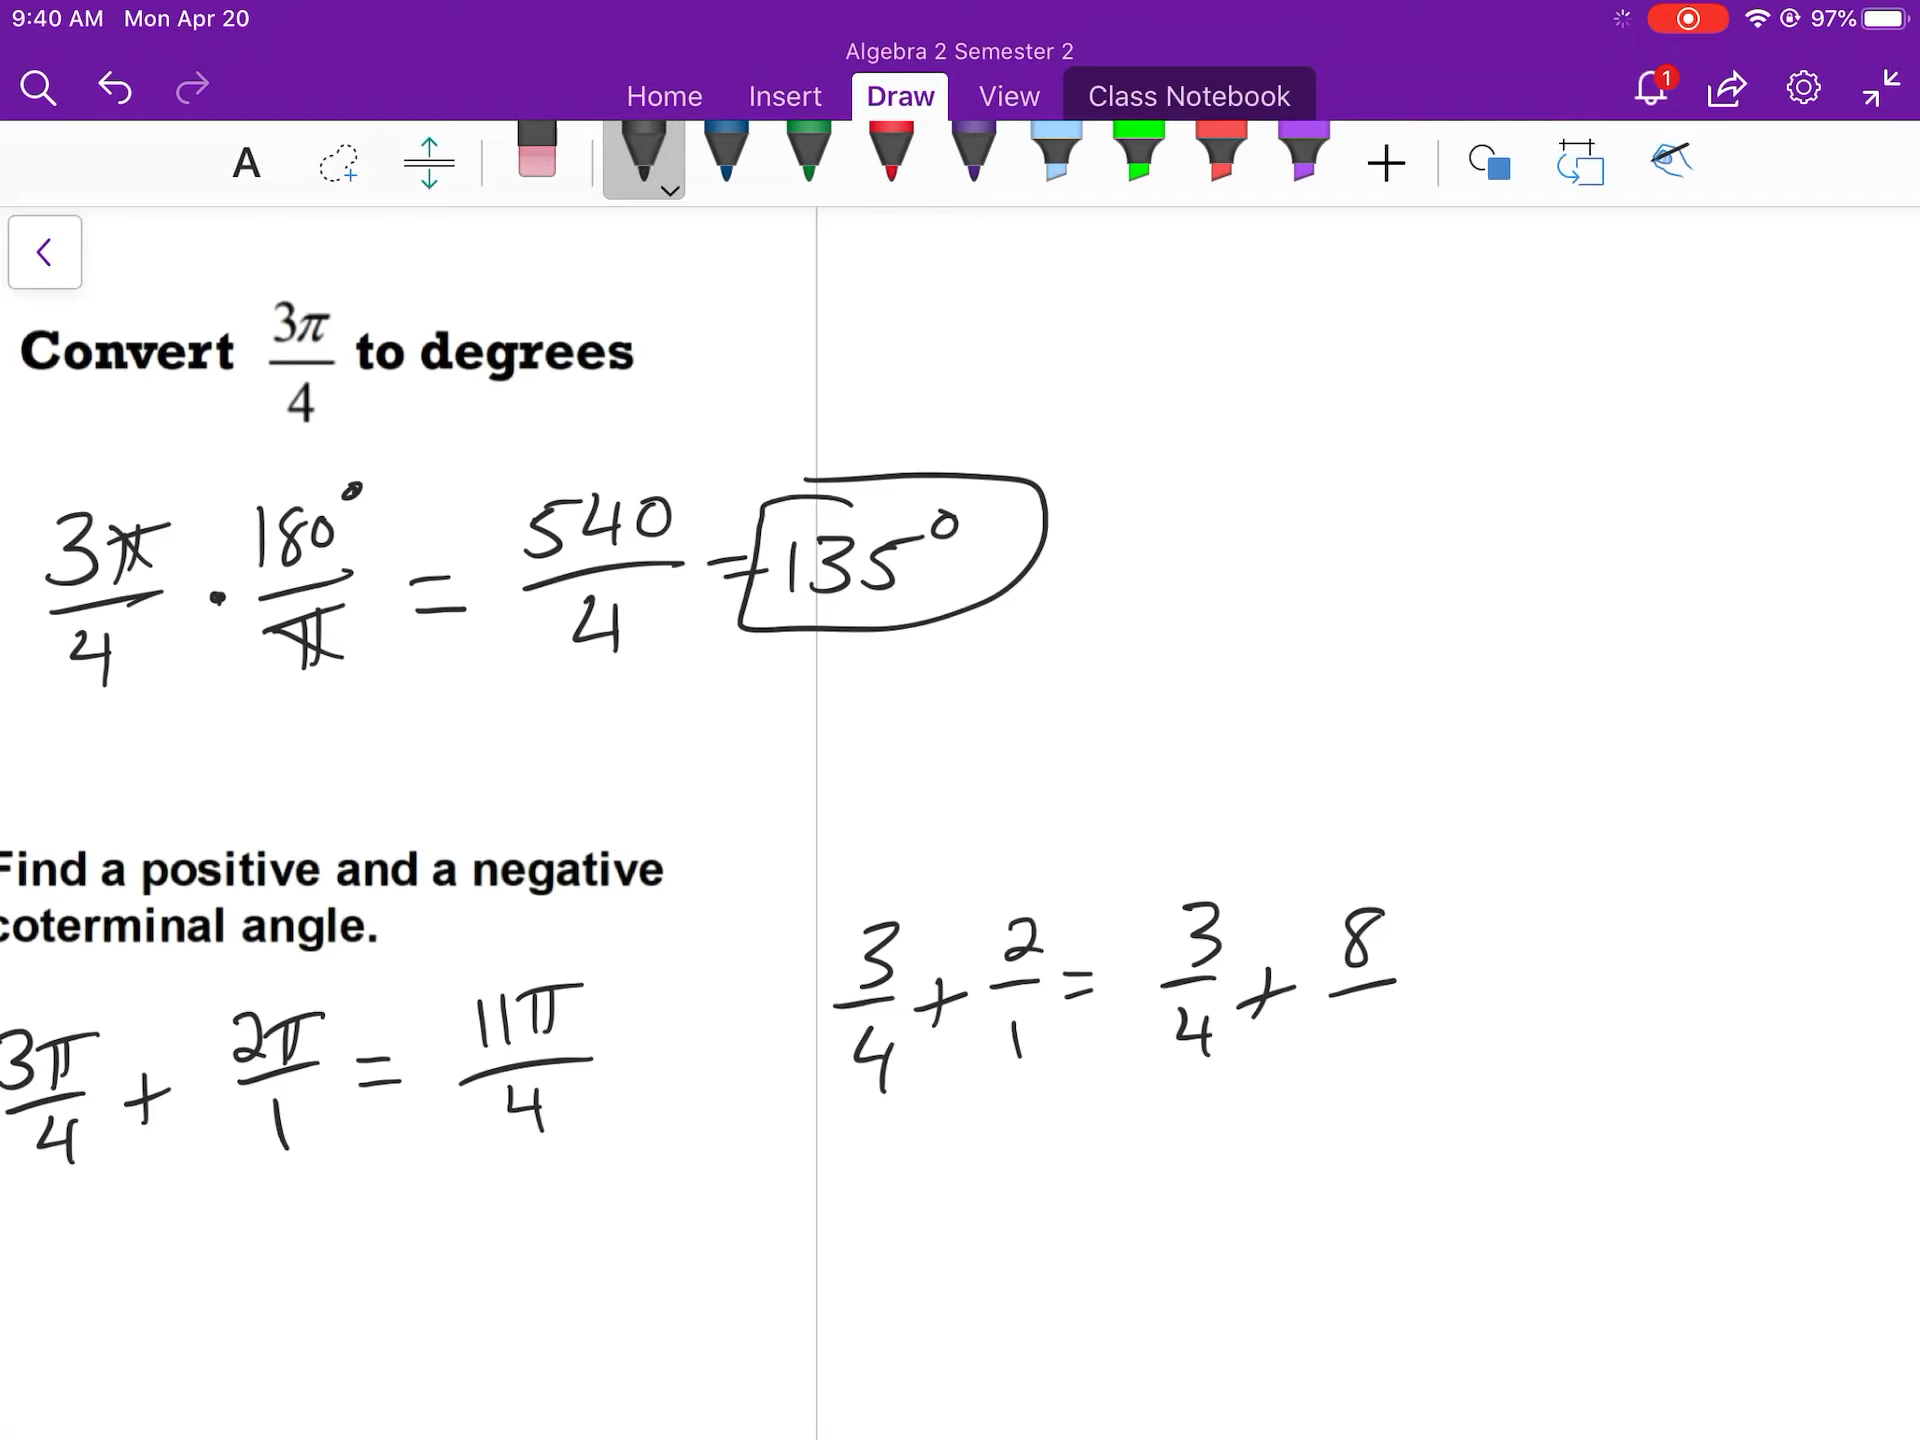 9:40 AM Mon Apr 20
97%
Algebra 2 Semester 2
Home Insert Draw View Class Notebook
1
A
Convert 3π/4 to degrees
3π/4 · 180°/π = 540/4 = 135°
Find a positive and a negative
coterminal angle.
3π/4 + 2π/1 = 11π/4
3/4 + 2/1 = 3/4 + 8/